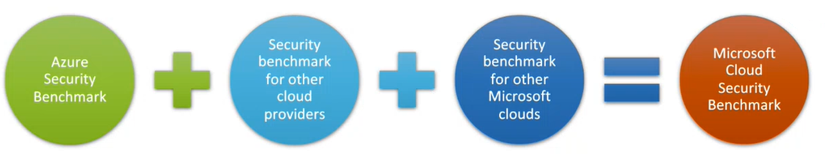 Azure
Security
Benchmark
Security
benchmark
for other
cloud
providers
Security
benchmark
for other
Microsoft
clouds
Microsoft
Cloud
Security
Benchmark